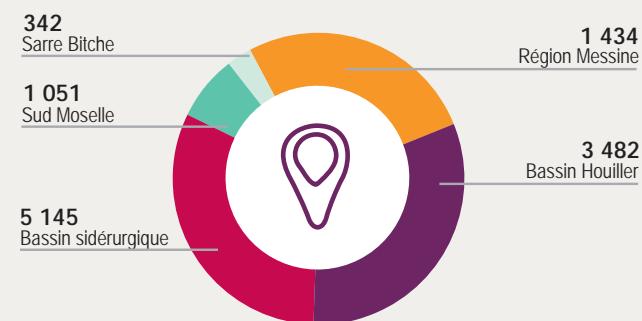 342
Sarre Bitche
1 434
Région Messine
1 051
Sud Moselle
3 482
Bassin Houiller
5 145
Bassin sidérurgique